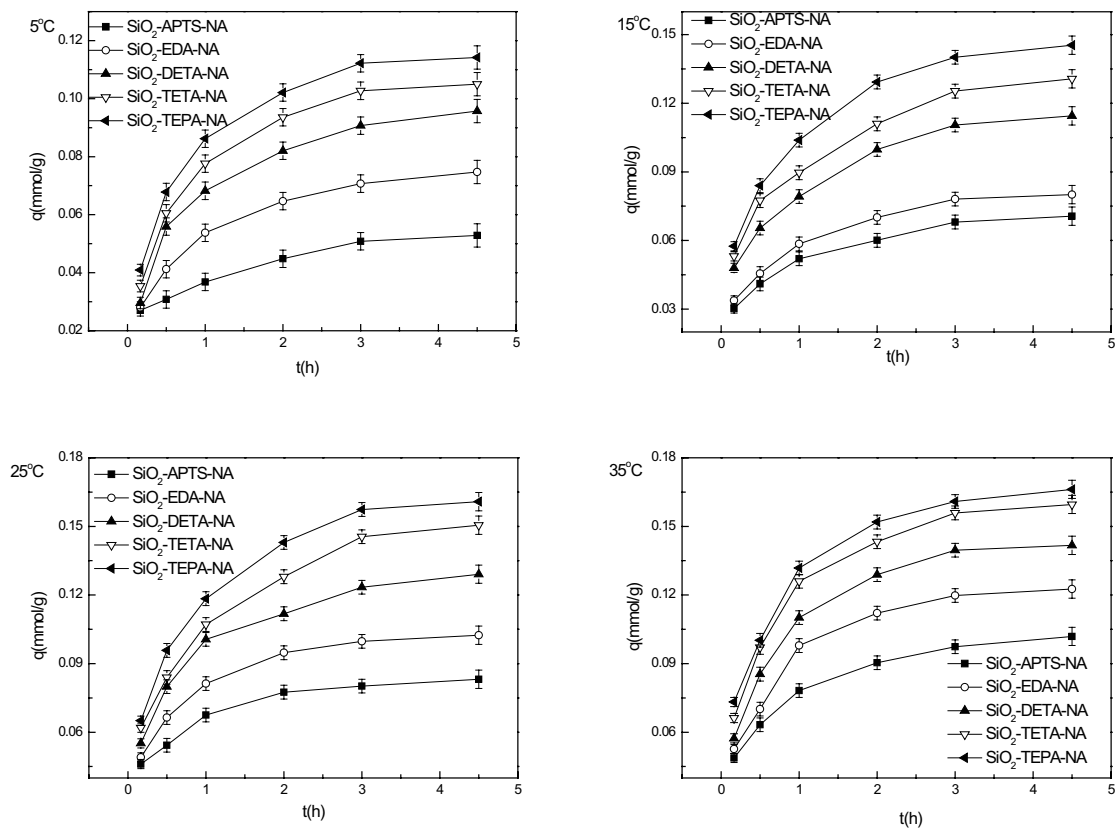 5°C
SiO2-APTS-NA
SiO2-EDA-NA
SiO2-DETA-NA
SiO2-TETA-NA
SiO2-TEPA-NA
0.12
0.10
0.08
0.06
0.04
0.02
q(mmol/g)
0 1 2 3 4 5
t(h)
15°C
SiO2-APTS-NA
SiO2-EDA-NA
SiO2-DETA-NA
SiO2-TETA-NA
SiO2-TEPA-NA
0.15
0.12
0.09
0.06
0.03
q(mmol/g)
0 1 2 3 4 5
t(h)
25°C
SiO2-APTS-NA
SiO2-EDA-NA
SiO2-DETA-NA
SiO2-TETA-NA
SiO2-TEPA-NA
0.18
0.15
0.12
0.09
0.06
q(mmol/g)
0 1 2 3 4 5
t(h)
35°C
0.18
0.15
0.12
0.09
0.06
q(mmol/g)
SiO2-APTS-NA
SiO2-EDA-NA
SiO2-DETA-NA
SiO2-TETA-NA
SiO2-TEPA-NA
0 1 2 3 4 5
t(h)